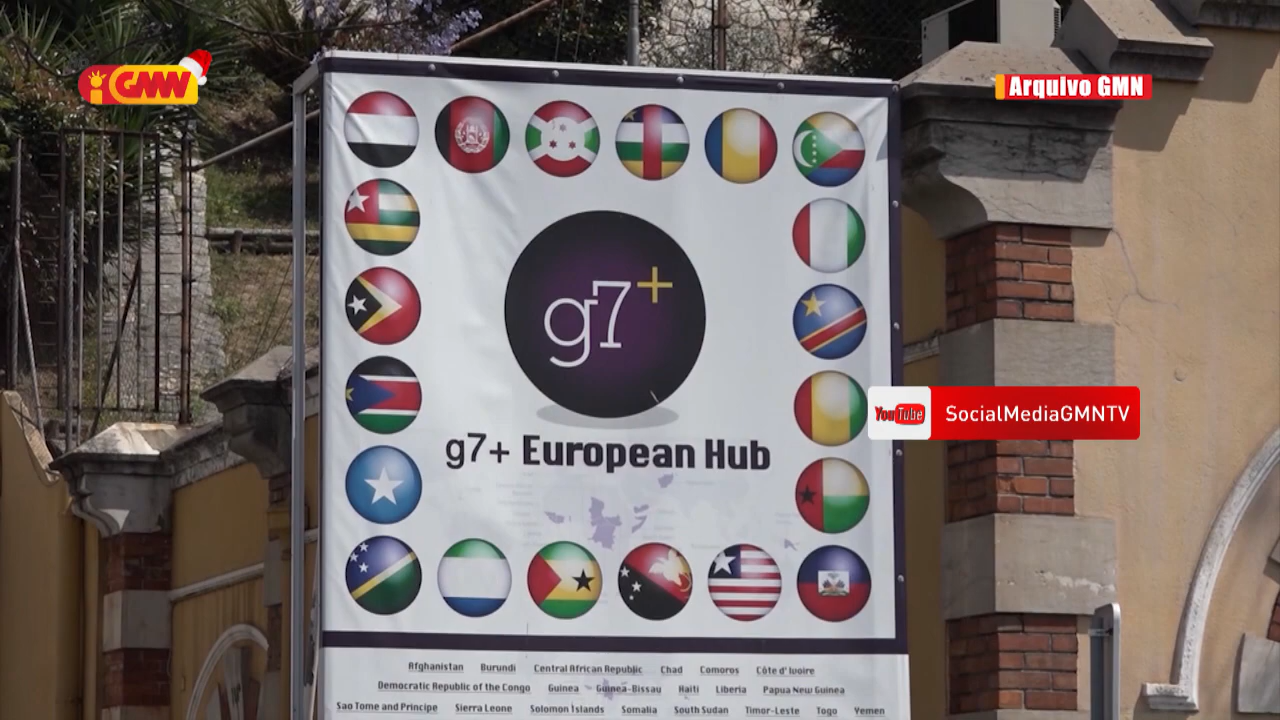 GMN
Arquivo GMN
g7+
g7+ European Hub
YouTube SocialMediaGMNTV
Afghanistan Burundi Central African Republic Chad Comoros Côte d' Ivoire
Democratic Republic of the Congo Guinea Guinea-Bissau Haiti Liberia Papua New Guinea
Sao Tome and Principe Sierra Leone Solomon Islands Somalia South Sudan Timor-Leste Togo Yemen